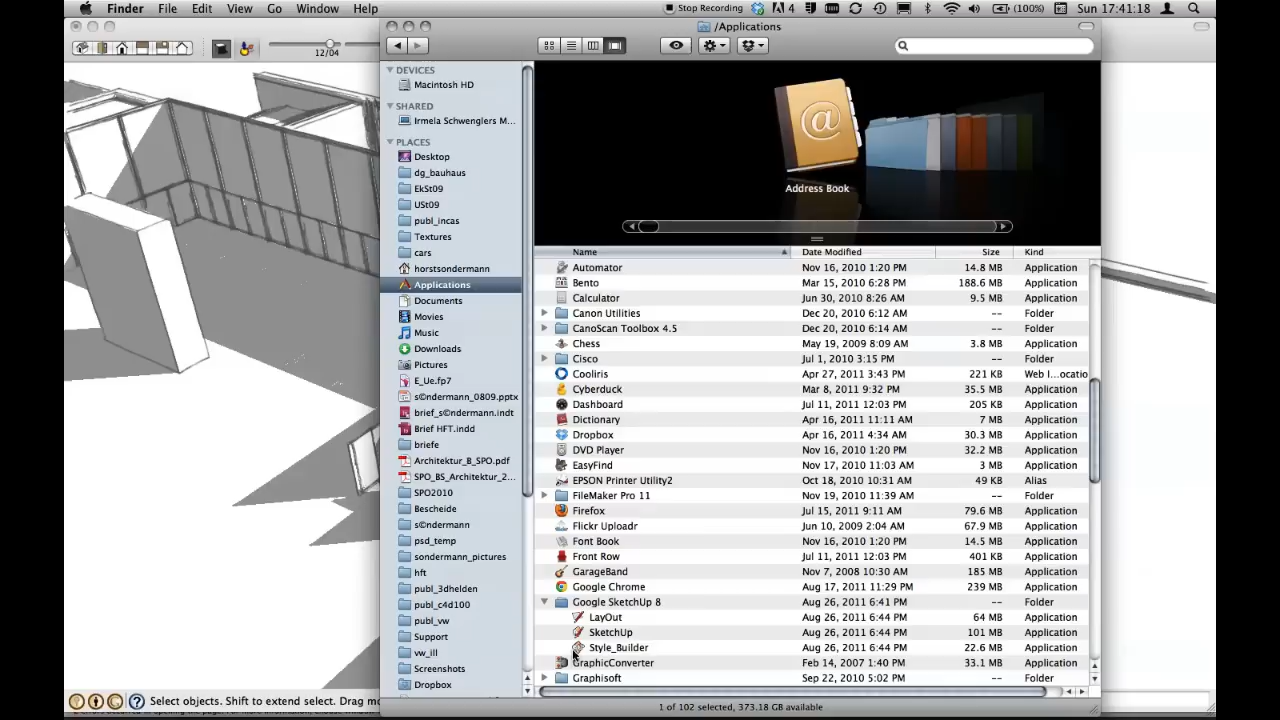 Finder File Edit View Go Window Help Stop Recording 4 (100%) Sun 17:41:18
/Applications
12/04
DEVICES
Macintosh HD
SHARED
Irmela Schwenglers M...
PLACES
Desktop
dg_bauhaus
EkSt09
USt09
publ_incas
Textures
cars
horstsondermann
Applications
Documents
Movies
Music
Downloads
Pictures
E_Ue.fp7
s©ndermann_0809.pptx
brief_s©ndermann.indt
Brief HFT.indd
briefe
Architektur_B_SPO.pdf
SPO_BS_Architektur_2...
SPO2010
Bescheide
s©ndermann
psd_temp
sondermann_pictures
hft
publ_3dhelden
publ_c4d100
publ_vw
Support
vw_ill
Screenshots
Dropbox
@
Address Book
Name Date Modified Size Kind
Automator Nov 16, 2010 1:20 PM 14.8 MB Application
Bento Mar 15, 2010 6:28 PM 188.6 MB Application
Calculator Jun 30, 2010 8:26 AM 9.5 MB Application
Canon Utilities Dec 20, 2010 6:12 AM -- Folder
CanoScan Toolbox 4.5 Dec 20, 2010 6:14 AM -- Folder
Chess May 19, 2009 8:09 AM 3.8 MB Application
Cisco Jul 1, 2010 3:15 PM -- Folder
Cooliris Apr 27, 2011 3:43 PM 221 KB Web I...ocatio
Cyberduck Mar 8, 2011 9:32 PM 35.5 MB Application
Dashboard Jul 11, 2011 12:03 PM 205 KB Application
Dictionary Apr 16, 2011 11:11 AM 7 MB Application
Dropbox Apr 16, 2011 4:34 AM 30.3 MB Application
DVD Player Nov 16, 2010 1:20 PM 32.2 MB Application
EasyFind Nov 17, 2010 11:03 AM 3 MB Application
EPSON Printer Utility2 Oct 18, 2010 10:31 AM 49 KB Alias
FileMaker Pro 11 Nov 19, 2010 11:39 AM -- Folder
Firefox Jul 15, 2011 9:11 AM 79.6 MB Application
Flickr Uploadr Jun 10, 2009 2:04 AM 67.9 MB Application
Font Book Nov 16, 2010 1:20 PM 14.5 MB Application
Front Row Jul 11, 2011 12:03 PM 401 KB Application
GarageBand Nov 7, 2008 10:30 AM 185 MB Application
Google Chrome Aug 17, 2011 11:29 PM 239 MB Application
Google SketchUp 8 Aug 26, 2011 6:41 PM -- Folder
LayOut Aug 26, 2011 6:44 PM 64 MB Application
SketchUp Aug 26, 2011 6:44 PM 101 MB Application
Style_Builder Aug 26, 2011 6:44 PM 22.6 MB Application
GraphicConverter Feb 14, 2007 1:40 PM 33.1 MB Application
Graphisoft Sep 22, 2010 5:02 PM -- Folder
Select objects. Shift to extend select. Drag mo
1 of 102 selected, 373.18 GB available